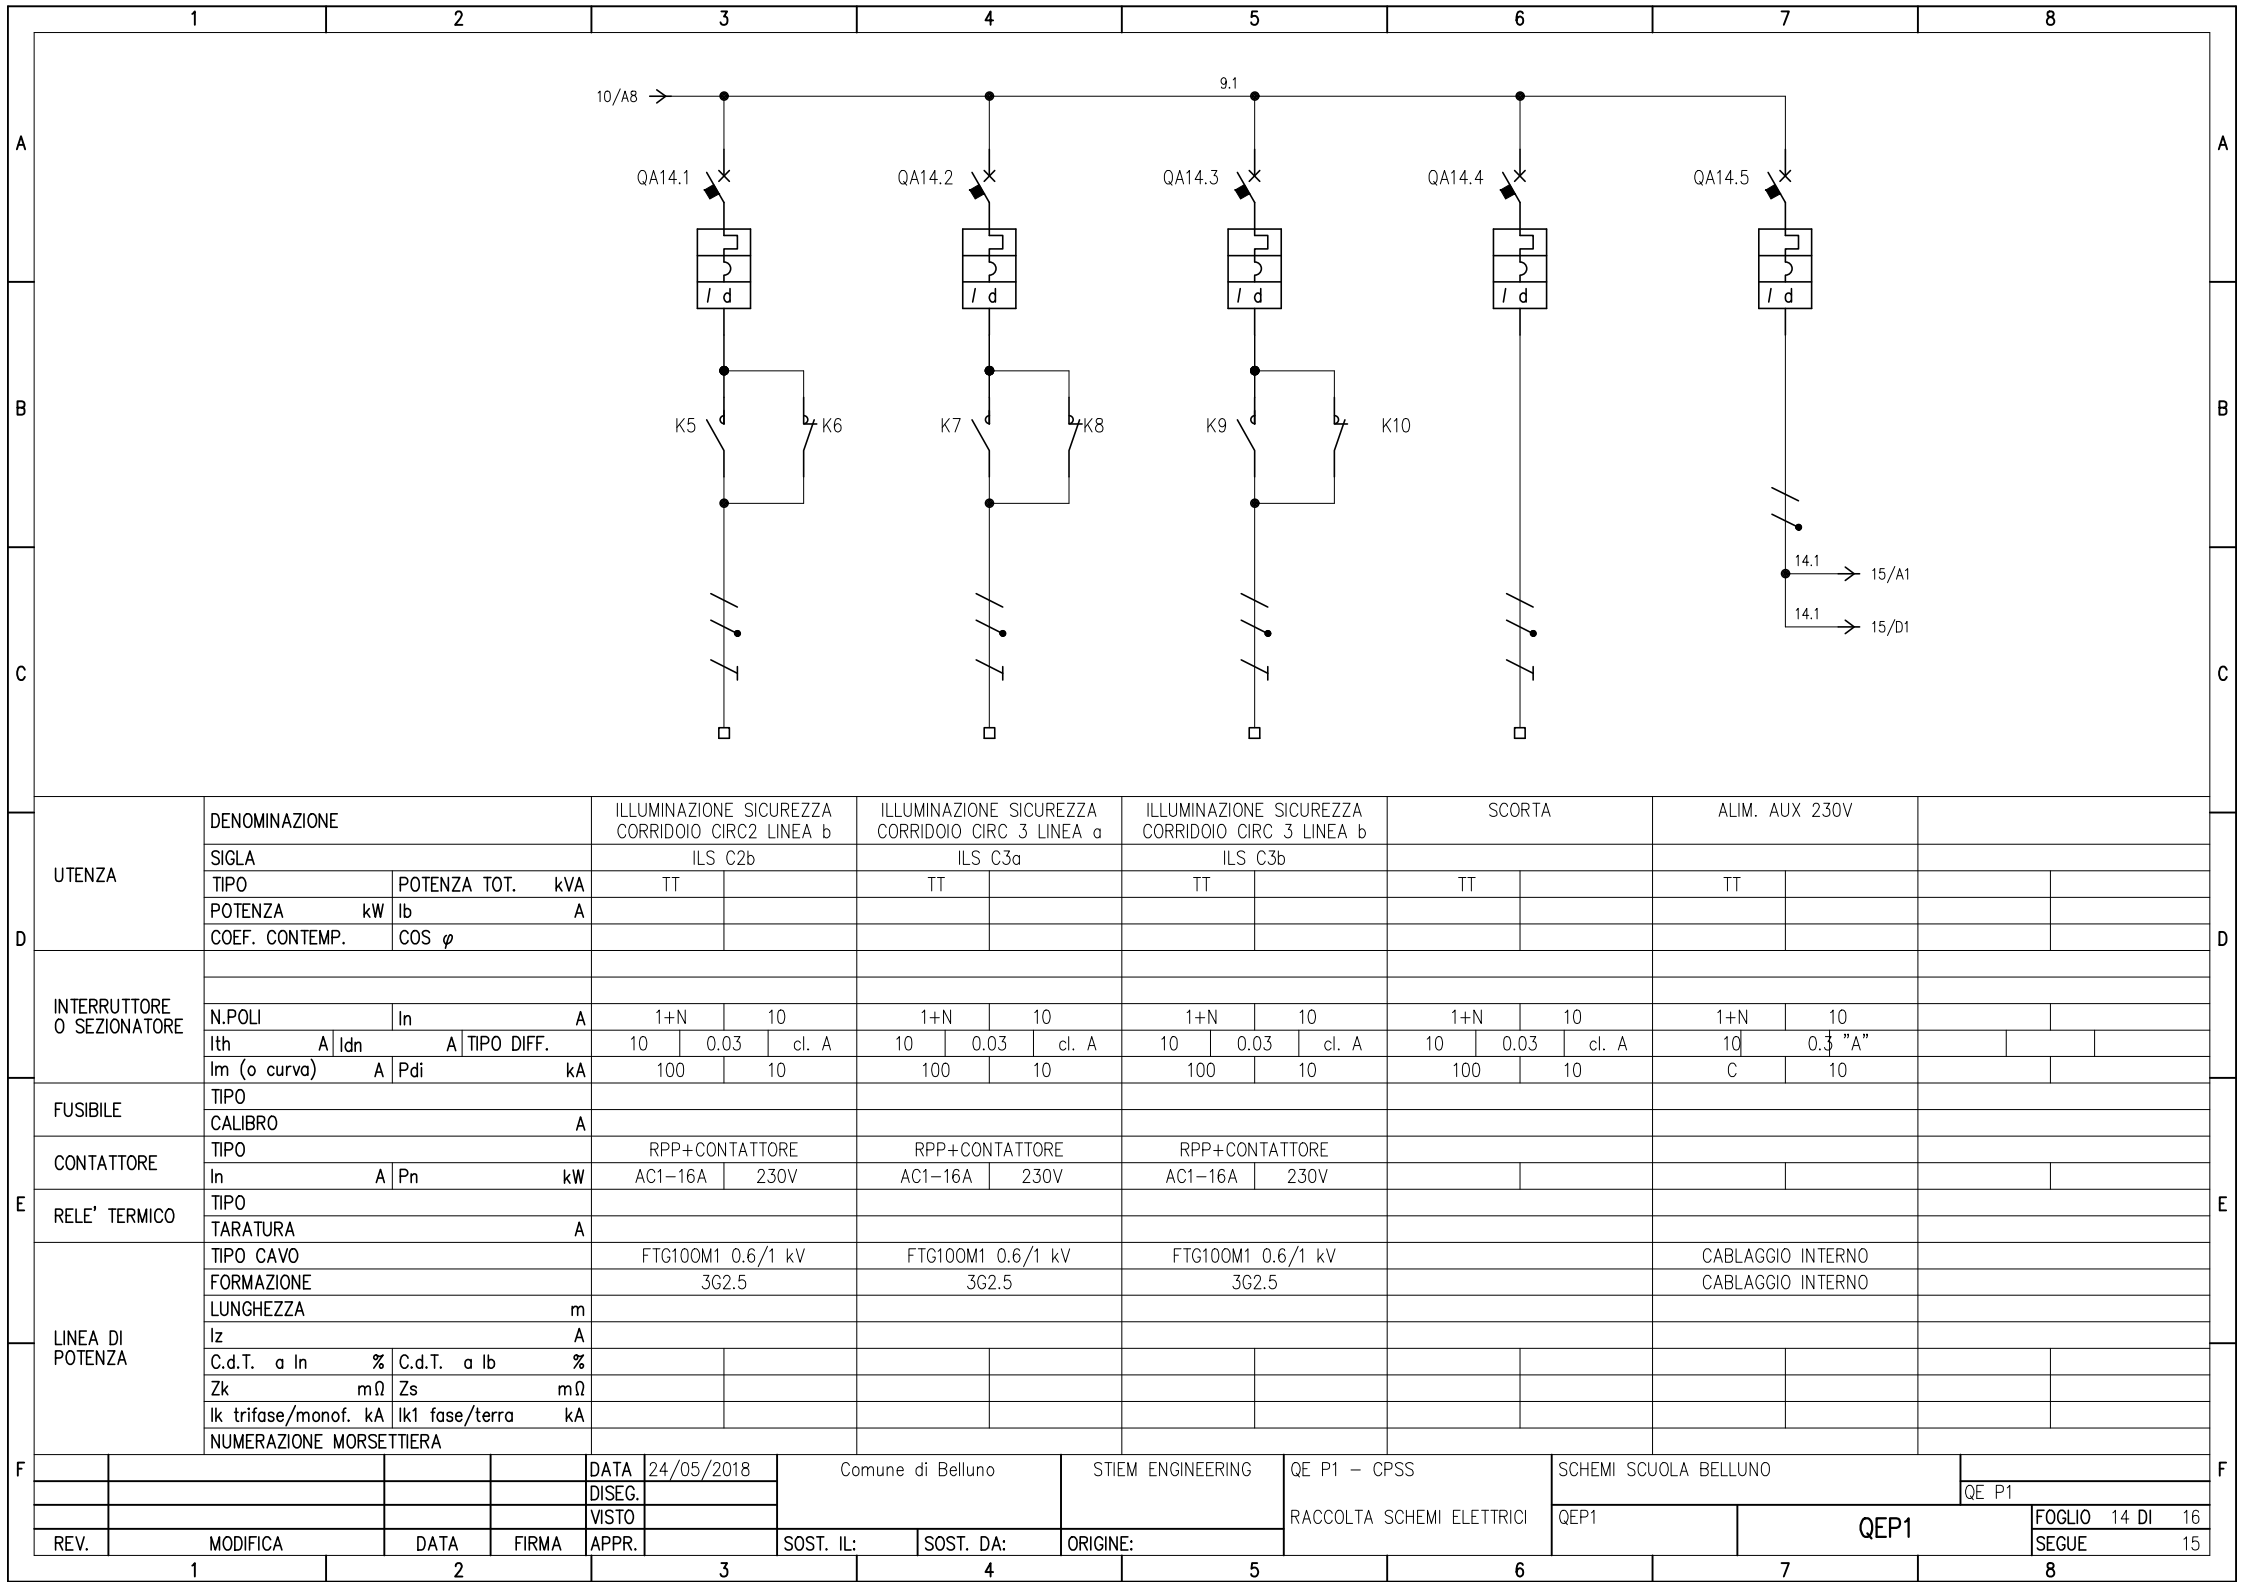 1 2 3 4 5 6 7 8
10/A8 9.1
A A
QA14.1 QA14.2 QA14.3 QA14.4 QA14.5
I d I d I d I d I d
B B
K5 K6 K7 K8 K9 K10
14.1 15/A1
14.1 15/D1
C C
UTENZA
DENOMINAZIONE
ILLUMINAZIONE SICUREZZA
CORRIDOIO CIRC2 LINEA b
ILLUMINAZIONE SICUREZZA
CORRIDOIO CIRC 3 LINEA a
ILLUMINAZIONE SICUREZZA
CORRIDOIO CIRC 3 LINEA b
SCORTA
ALIM. AUX 230V
SIGLA ILS C2b ILS C3a ILS C3b
TIPO POTENZA TOT. kVA TT TT TT TT TT
POTENZA kW Ib A
COEF. CONTEMP. COS φ
D D
INTERRUTTORE
O SEZIONATORE
N.POLI In A 1+N 10 1+N 10 1+N 10 1+N 10 1+N 10
Ith A Idn A TIPO DIFF. 10 0.03 cl. A 10 0.03 cl. A 10 0.03 cl. A 10 0.03 cl. A 10 0.3 "A"
Im (o curva) A Pdi kA 100 10 100 10 100 10 100 10 C 10
FUSIBILE
TIPO
CALIBRO A
CONTATTORE
TIPO RPP+CONTATTORE RPP+CONTATTORE RPP+CONTATTORE
In A Pn kW AC1-16A 230V AC1-16A 230V AC1-16A 230V
E E
RELE' TERMICO
TIPO
TARATURA A
LINEA DI
POTENZA
TIPO CAVO FTG10OM1 0.6/1 kV FTG10OM1 0.6/1 kV FTG10OM1 0.6/1 kV CABLAGGIO INTERNO
FORMAZIONE 3G2.5 3G2.5 3G2.5 CABLAGGIO INTERNO
LUNGHEZZA m
Iz A
C.d.T. a In % C.d.T. a Ib %
Zk mΩ Zs mΩ
Ik trifase/monof. kA Ik1 fase/terra kA
NUMERAZIONE MORSETTIERA
F F
DATA 24/05/2018 Comune di Belluno STIEM ENGINEERING QE P1 - CPSS SCHEMI SCUOLA BELLUNO
DISEG. QE P1
VISTO RACCOLTA SCHEMI ELETTRICI QEP1 QEP1 FOGLIO 14 DI 16
REV. MODIFICA DATA FIRMA APPR. SOST. IL: SOST. DA: ORIGINE: SEGUE 15
1 2 3 4 5 6 7 8